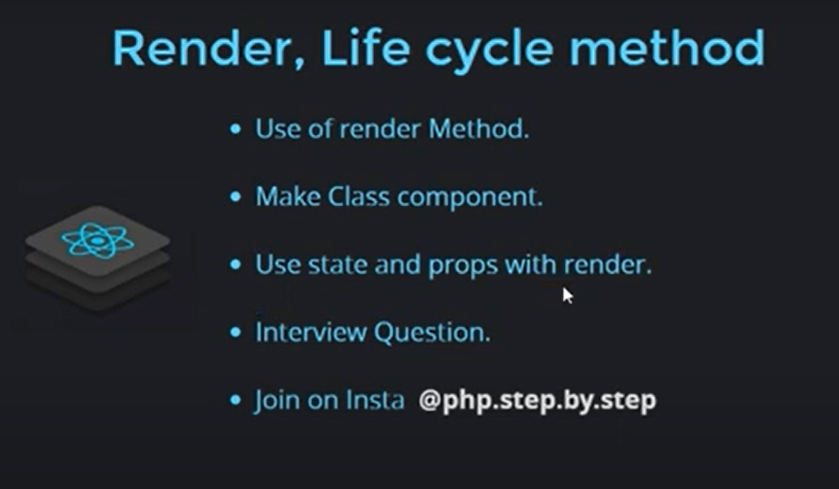 Render, Life cycle method
• Use of render Method.
• Make Class component.
• Use state and props with render.
• Interview Question.
• Join on Insta @php.step.by.step